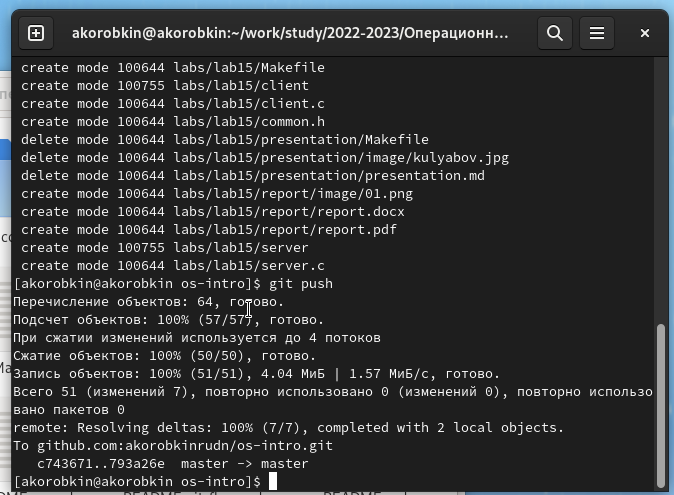 akorobkin@akorobkin:~/work/study/2022-2023/Операционн...
create mode 100644 labs/lab15/Makefile
create mode 100755 labs/lab15/client
create mode 100644 labs/lab15/client.c
create mode 100644 labs/lab15/common.h
delete mode 100644 labs/lab15/presentation/Makefile
delete mode 100644 labs/lab15/presentation/image/kulyabov.jpg
delete mode 100644 labs/lab15/presentation/presentation.md
create mode 100644 labs/lab15/report/image/01.png
create mode 100644 labs/lab15/report/report.docx
create mode 100644 labs/lab15/report/report.pdf
create mode 100755 labs/lab15/server
create mode 100644 labs/lab15/server.c
[akorobkin@akorobkin os-intro]$ git push
Перечисление объектов: 64, готово.
Подсчет объектов: 100% (57/57), готово.
При сжатии изменений используется до 4 потоков
Сжатие объектов: 100% (50/50), готово.
Запись объектов: 100% (51/51), 4.04 МиБ | 1.57 МиБ/с, готово.
Всего 51 (изменений 7), повторно использовано 0 (изменений 0), повторно использо
вано пакетов 0
remote: Resolving deltas: 100% (7/7), completed with 2 local objects.
To github.com:akorobkinrudn/os-intro.git
c743671..793a26e  master -> master
[akorobkin@akorobkin os-intro]$